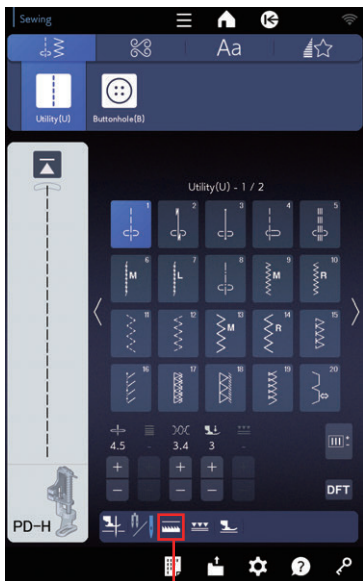 Sewing
Aa
Utility(U)
Buttonhole(B)
Utility(U) - 1 / 2
1 2 3 4 5
6 M 7 L 8 9 M 10 R
11 12 13 M 14 R 15
16 17 18 19 20
4.5 - 3.4 3 -
+ + +
- - -
DFT
PD-H
?